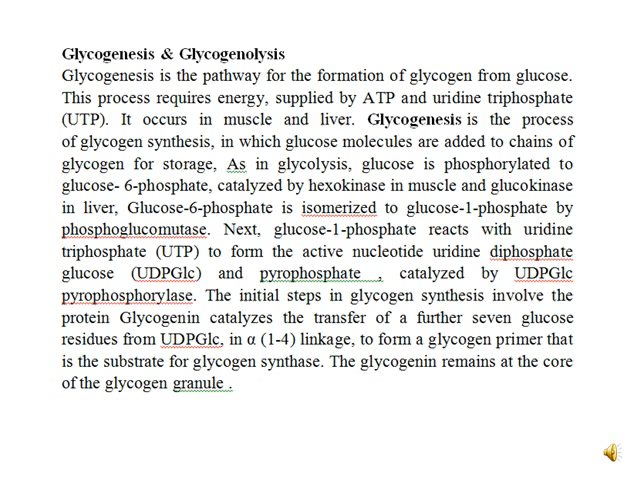 Glycogenesis & Glycogenolysis
Glycogenesis is the pathway for the formation of glycogen from glucose.
This process requires energy, supplied by ATP and uridine triphosphate
(UTP). It occurs in muscle and liver. Glycogenesis is the process
of glycogen synthesis, in which glucose molecules are added to chains of
glycogen for storage, As in glycolysis, glucose is phosphorylated to
glucose- 6-phosphate, catalyzed by hexokinase in muscle and glucokinase
in liver, Glucose-6-phosphate is isomerized to glucose-1-phosphate by
phosphoglucomutase. Next, glucose-1-phosphate reacts with uridine
triphosphate (UTP) to form the active nucleotide uridine diphosphate
glucose (UDPGlc) and pyrophosphate , catalyzed by UDPGlc
pyrophosphorylase. The initial steps in glycogen synthesis involve the
protein Glycogenin catalyzes the transfer of a further seven glucose
residues from UDPGlc, in α (1-4) linkage, to form a glycogen primer that
is the substrate for glycogen synthase. The glycogenin remains at the core
of the glycogen granule .